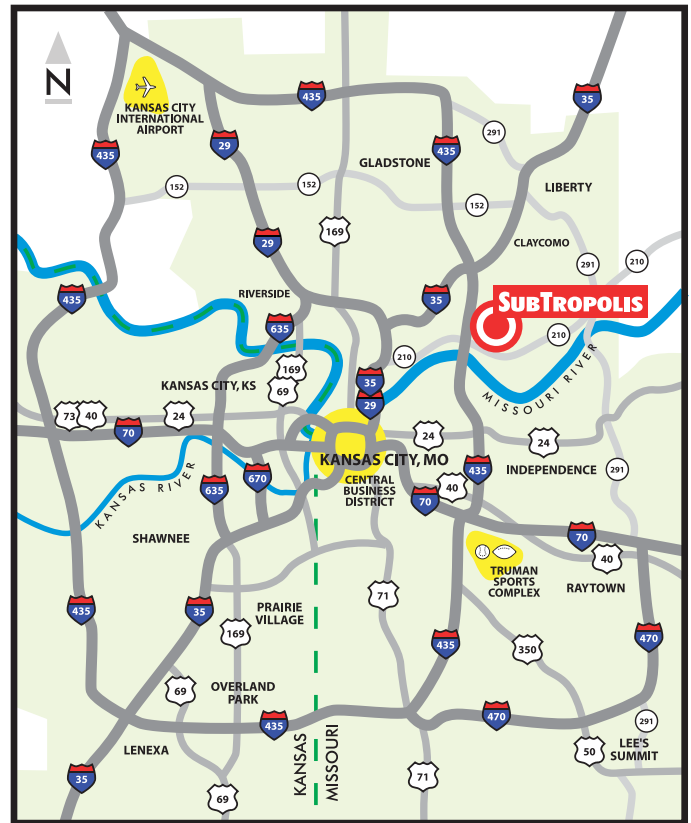 N
KANSAS CITY
INTERNATIONAL
AIRPORT
435
35
291
435
29
435
GLADSTONE
152
152
152
LIBERTY
169
29
CLAYCOMO
291
210
435
RIVERSIDE
35
SUBTROPOLIS
635
210
210
169
69
35
29
MISSOURI RIVER
KANSAS CITY, KS
73
40
24
70
24
24
KANSAS CITY, MO
CENTRAL
BUSINESS
DISTRICT
435
INDEPENDENCE
291
635
670
40
70
KANSAS RIVER
SHAWNEE
70
40
TRUMAN
SPORTS
COMPLEX
RAYTOWN
435
35
PRAIRIE
VILLAGE
71
169
435
350
470
69
OVERLAND
PARK
435
470
291
LENEXA
KANSAS
MISSOURI
50
LEE'S
SUMMIT
35
69
71